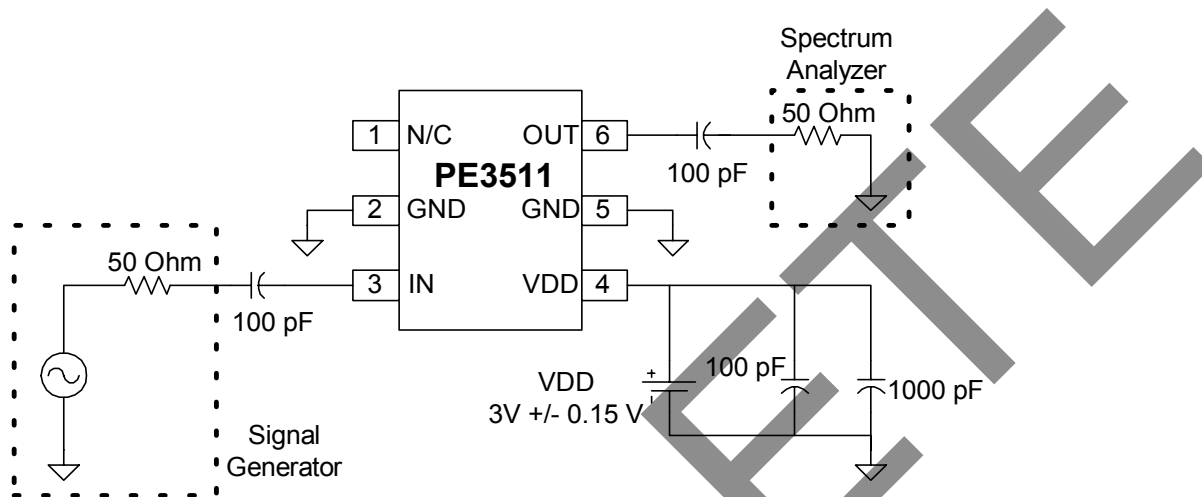 Spectrum
Analyzer
50 Ohm
1 N/C OUT 6
100 pF
PE3511
2 GND GND 5
50 Ohm
3 IN VDD 4
100 pF
VDD
3V +/- 0.15 V
+
-
100 pF
1000 pF
Signal
Generator
ETE